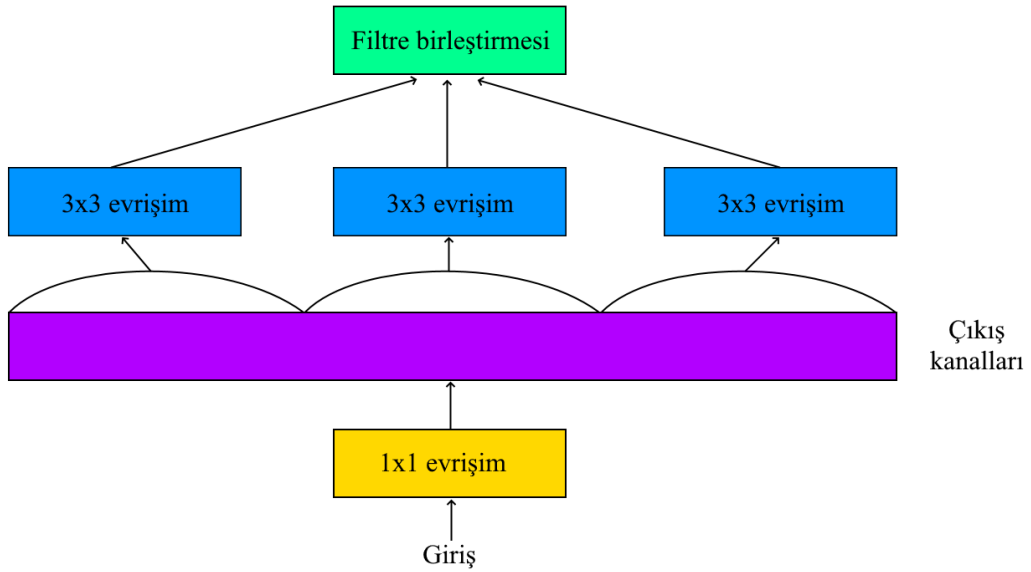 Filtre birleştirmesi
3x3 evrişim
3x3 evrişim
3x3 evrişim
Çıkış
kanalları
1x1 evrişim
Giriş